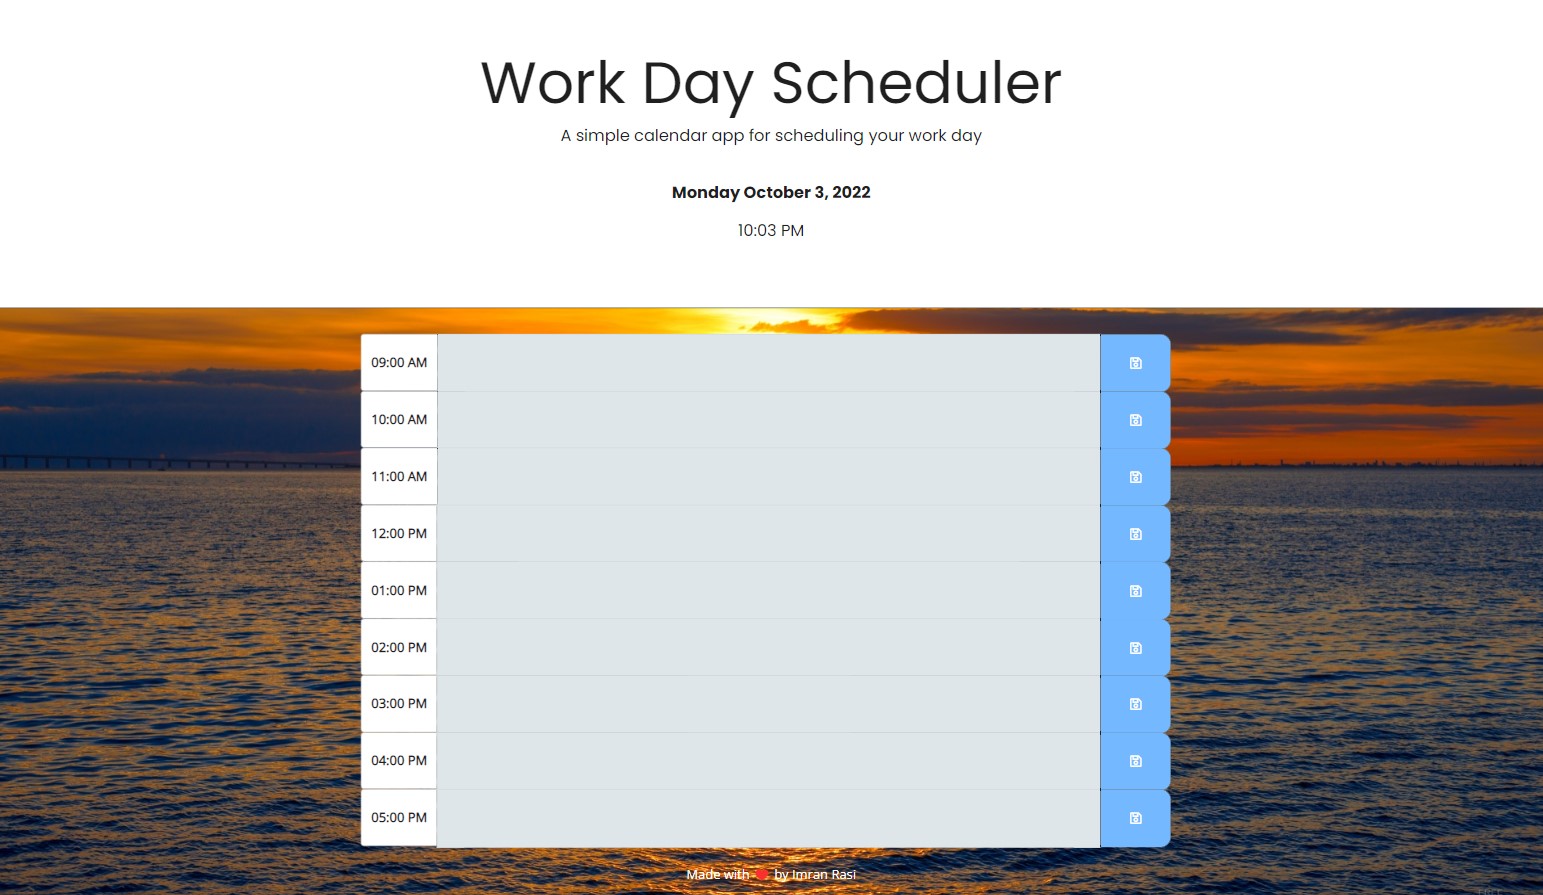 Work Day Scheduler
A simple calendar app for scheduling your work day
Monday October 3, 2022
10:03 PM
09:00 AM
10:00 AM
11:00 AM
12:00 PM
01:00 PM
02:00 PM
03:00 PM
04:00 PM
05:00 PM
Made with ❤️ by Imran Rasi